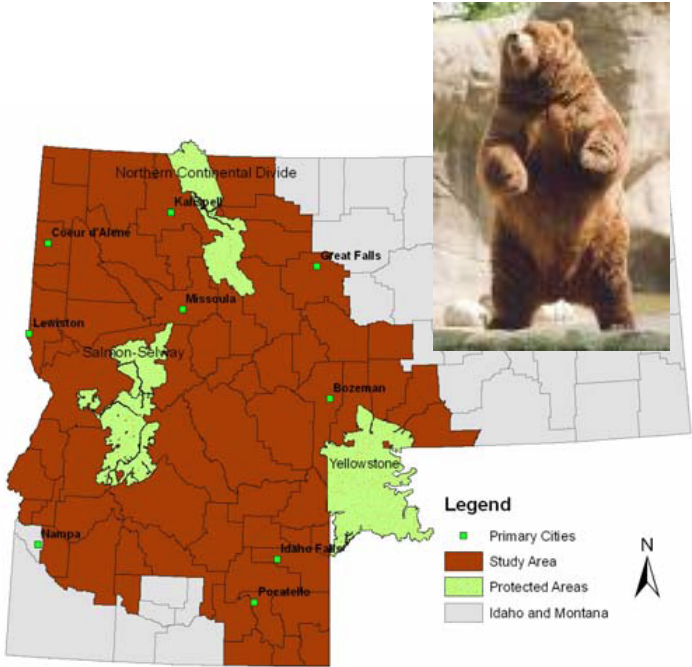 Northern Continental Divide
Kalispell
Coeur d'Alene
Great Falls
Missoula
Lewiston
Salmon-Selway
Bozeman
Yellowstone
Nampa
Idaho Falls
Pocatello
Legend
Primary Cities
Study Area
Protected Areas
Idaho and Montana
N